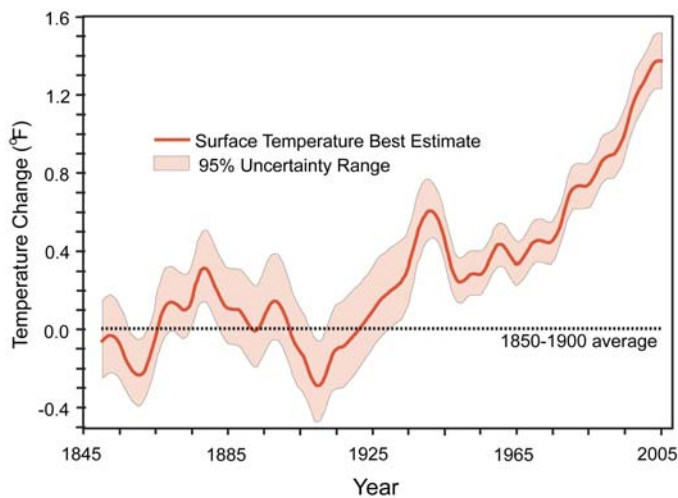 1.6
1.2
0.8
0.4
0.0
-0.4
Temperature Change (°F)
Surface Temperature Best Estimate
95% Uncertainty Range
1850-1900 average
1845
1885
1925
1965
2005
Year